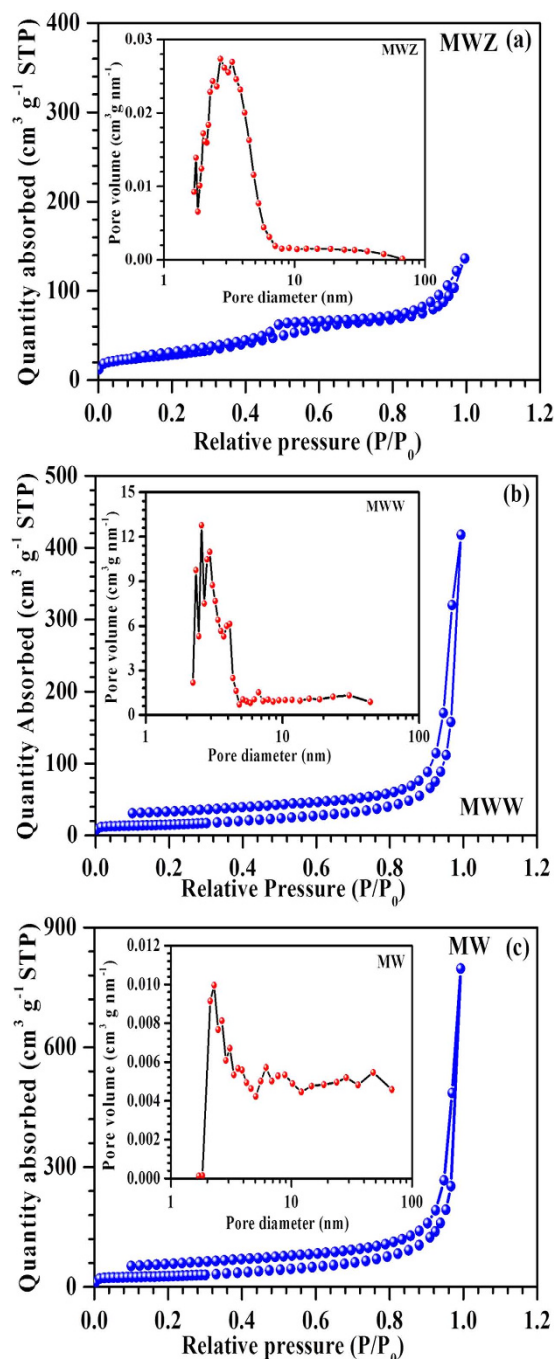 400
300
200
100
0
Quantity absorbed (cm³ g⁻¹ STP)
0.0 0.2 0.4 0.6 0.8 1.0 1.2
Relative pressure (P/P₀)
MWZ (a)
MWZ
0.03
0.02
0.01
0.00
Pore volume (cm³g nm⁻¹)
1 10 100
Pore diameter (nm)
500
400
300
200
100
0
Quantity Absorbed (cm³ g⁻¹ STP)
0.0 0.2 0.4 0.6 0.8 1.0 1.2
Relative Pressure (P/P₀)
(b)
MWW
MWW
15
12
9
6
3
0
Pore volume (cm³g nm⁻¹)
1 10 100
Pore diameter (nm)
900
600
300
0
Quantity absorbed (cm³ g⁻¹ STP)
0.0 0.2 0.4 0.6 0.8 1.0 1.2
Relative pressure (P/P₀)
(c)
MW
0.012
0.010
0.008
0.006
0.004
0.002
0.000
Pore volume (cm³g nm⁻¹)
1 10 100
Pore diameter (nm)